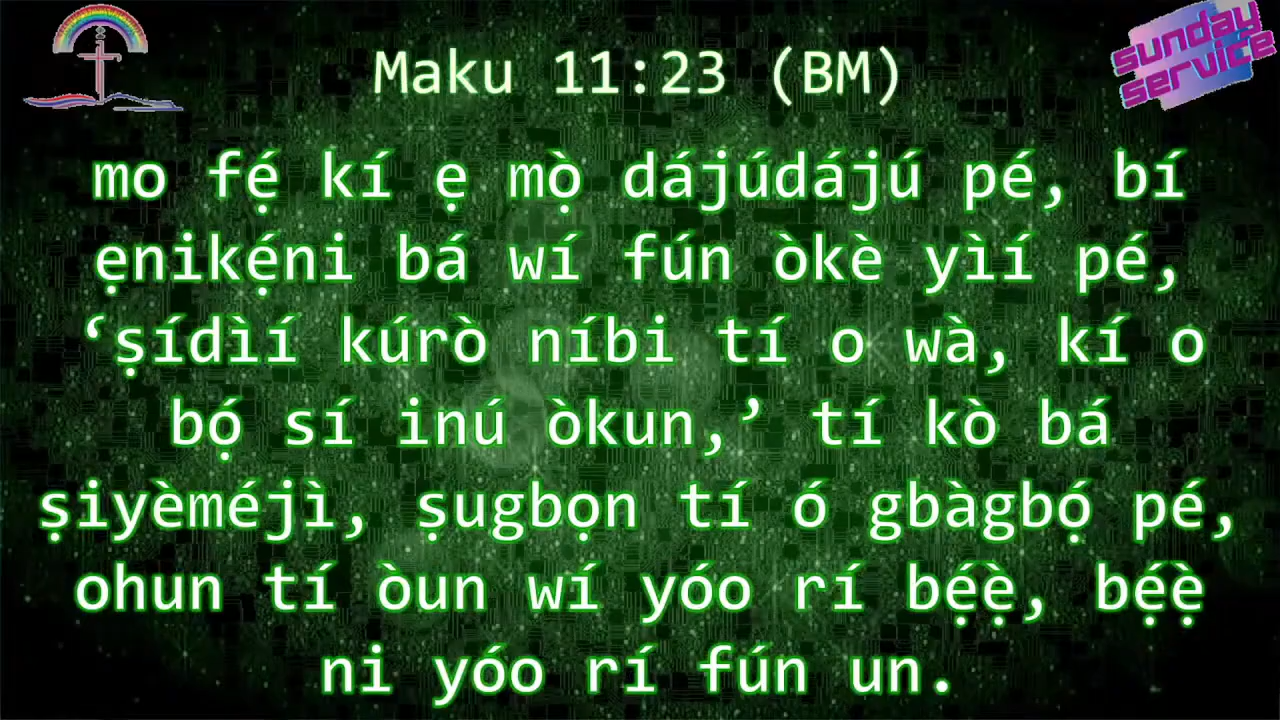 Maku 11:23 (BM)
sunday
service
mo fẹ́ kí ẹ mọ̀ dájúdájú pé, bí
ẹnikẹ́ni bá wí fún òkè yìí pé,
‘ṣídìí kúrò níbi tí o wà, kí o
bọ́ sí inú òkun,’ tí kò bá
ṣiyèméjì, ṣugbọn tí ó gbàgbọ́ pé,
ohun tí òun wí yóo rí bẹ́ẹ̀, bẹ́ẹ̀
ni yóo rí fún un.